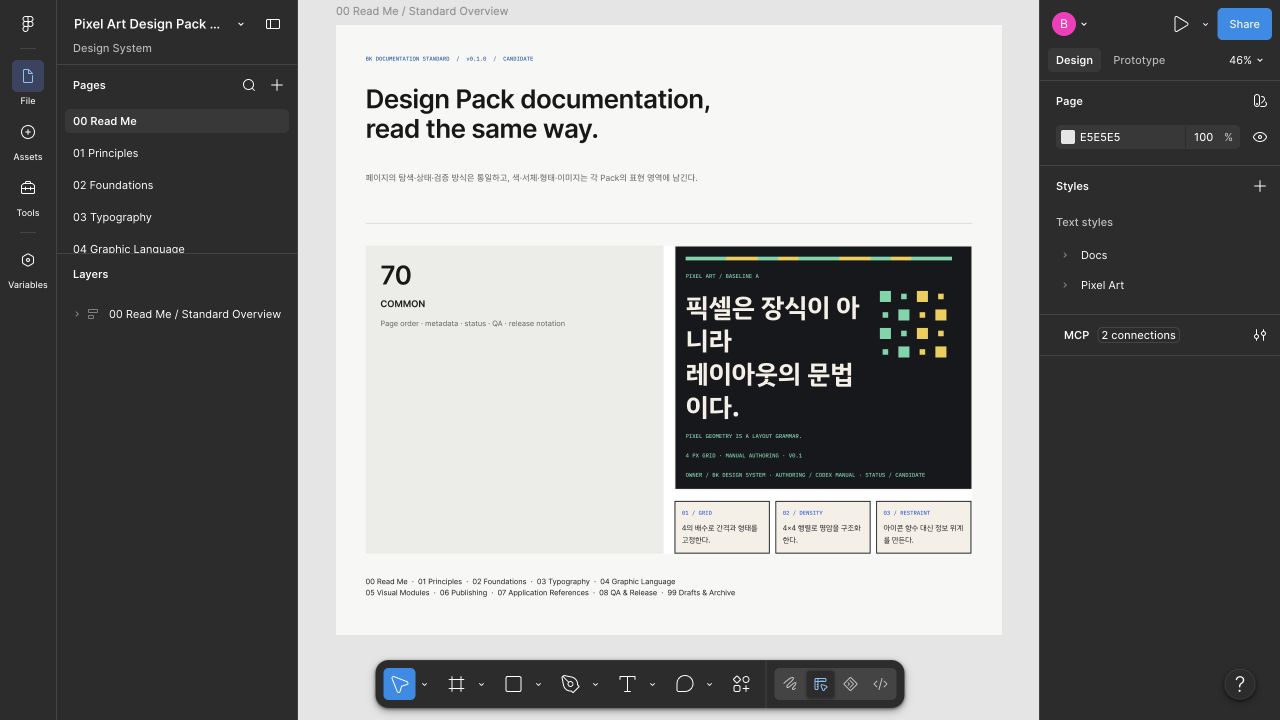 Pixel Art Design Pack ...
Design System
File
Assets
Tools
Variables
Pages
00 Read Me
01 Principles
02 Foundations
03 Typography
04 Graphic Language
Layers
00 Read Me / Standard Overview
00 Read Me / Standard Overview
BK DOCUMENTATION STANDARD / v0.1.0 / CANDIDATE
Design Pack documentation,
read the same way.
페이지의 탐색·상태·검증 방식은 통일하고, 색·서체·형태·이미지는 각 Pack의 표현 영역에 남긴다.
70
COMMON
Page order · metadata · status · QA · release notation
PIXEL ART / BASELINE A
픽셀은 장식이 아
니라
레이아웃의 문법
이다.
PIXEL GEOMETRY IS A LAYOUT GRAMMAR.
4 PX GRID · MANUAL AUTHORING · V0.1
OWNER / BK DESIGN SYSTEM · AUTHORING / CODEX MANUAL · STATUS / CANDIDATE
01 / GRID
4의 배수로 간격과 형태를
고정한다.
02 / DENSITY
4×4 행렬로 명암을 구조화
한다.
03 / RESTRAINT
아이콘 향수 대신 정보 위계
를 만든다.
00 Read Me · 01 Principles · 02 Foundations · 03 Typography · 04 Graphic Language
05 Visual Modules · 06 Publishing · 07 Application References · 08 QA & Release · 99 Drafts & Archive
B
Share
Design
Prototype
46%
Page
E5E5E5
100
%
Styles
Text styles
Docs
Pixel Art
MCP
2 connections